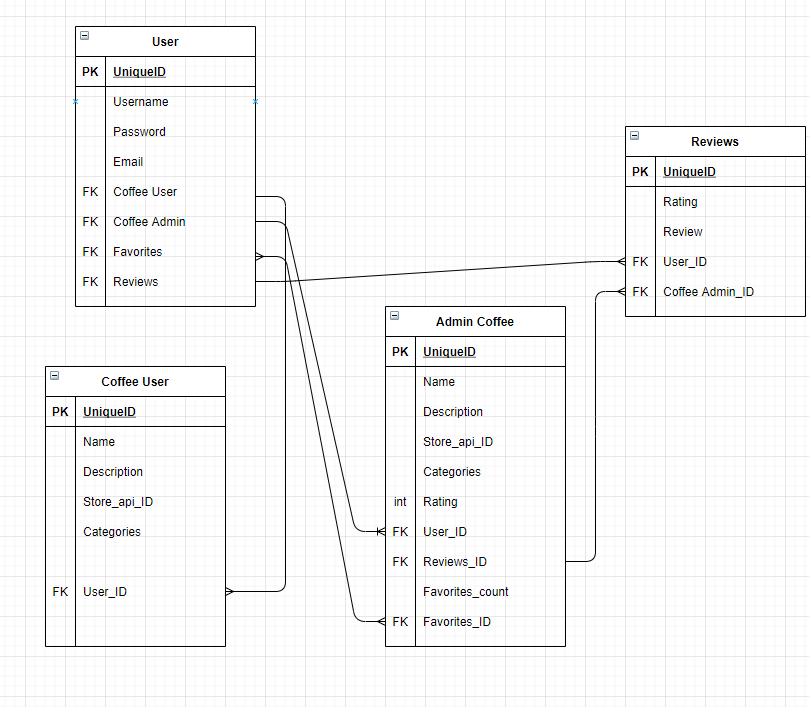 User
PK UniqueID
Username
Password
Email
FK Coffee User
FK Coffee Admin
FK Favorites
FK Reviews
Reviews
PK UniqueID
Rating
Review
FK User_ID
FK Coffee Admin_ID
Admin Coffee
PK UniqueID
Name
Description
Store_api_ID
Categories
int Rating
FK User_ID
FK Reviews_ID
Favorites_count
FK Favorites_ID
Coffee User
PK UniqueID
Name
Description
Store_api_ID
Categories
FK User_ID